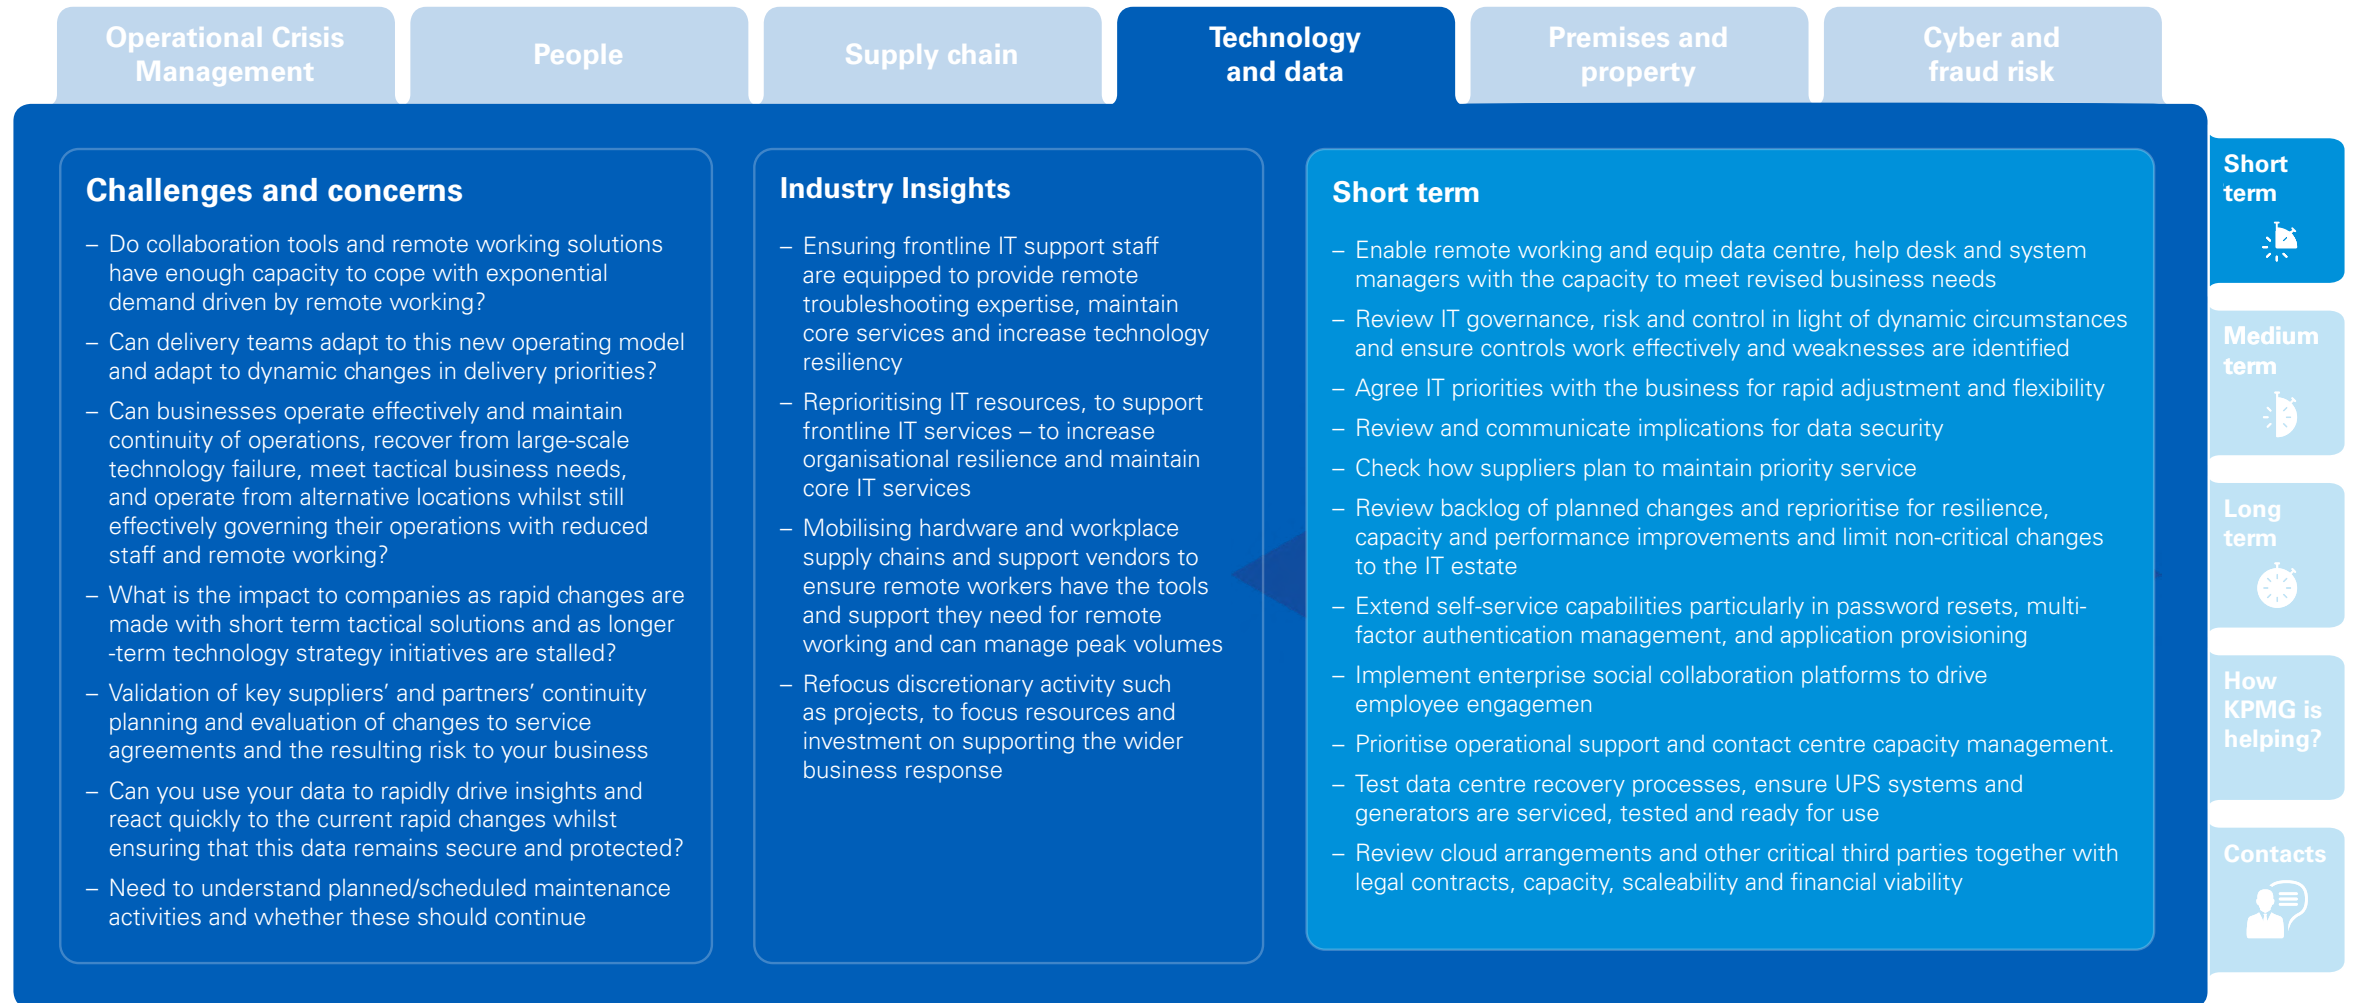 Operational Crisis
Management
People
Supply chain
Technology
and data
Premises and
property
Cyber and
fraud risk
Challenges and concerns
– Do collaboration tools and remote working solutions
have enough capacity to cope with exponential
demand driven by remote working?
– Can delivery teams adapt to this new operating model
and adapt to dynamic changes in delivery priorities?
– Can businesses operate effectively and maintain
continuity of operations, recover from large-scale
technology failure, meet tactical business needs,
and operate from alternative locations whilst still
effectively governing their operations with reduced
staff and remote working?
– What is the impact to companies as rapid changes are
made with short term tactical solutions and as longer
-term technology strategy initiatives are stalled?
– Validation of key suppliers’ and partners’ continuity
planning and evaluation of changes to service
agreements and the resulting risk to your business
– Can you use your data to rapidly drive insights and
react quickly to the current rapid changes whilst
ensuring that this data remains secure and protected?
– Need to understand planned/scheduled maintenance
activities and whether these should continue
Industry Insights
– Ensuring frontline IT support staff
are equipped to provide remote
troubleshooting expertise, maintain
core services and increase technology
resiliency
– Reprioritising IT resources, to support
frontline IT services – to increase
organisational resilience and maintain
core IT services
– Mobilising hardware and workplace
supply chains and support vendors to
ensure remote workers have the tools
and support they need for remote
working and can manage peak volumes
– Refocus discretionary activity such
as projects, to focus resources and
investment on supporting the wider
business response
Short term
– Enable remote working and equip data centre, help desk and system
managers with the capacity to meet revised business needs
– Review IT governance, risk and control in light of dynamic circumstances
and ensure controls work effectively and weaknesses are identified
– Agree IT priorities with the business for rapid adjustment and flexibility
– Review and communicate implications for data security
– Check how suppliers plan to maintain priority service
– Review backlog of planned changes and reprioritise for resilience,
capacity and performance improvements and limit non-critical changes
to the IT estate
– Extend self-service capabilities particularly in password resets, multi-
factor authentication management, and application provisioning
– Implement enterprise social collaboration platforms to drive
employee engagemen
– Prioritise operational support and contact centre capacity management.
– Test data centre recovery processes, ensure UPS systems and
generators are serviced, tested and ready for use
– Review cloud arrangements and other critical third parties together with
legal contracts, capacity, scaleability and financial viability
Short
term
Medium
term
Long
term
How
KPMG is
helping?
Contacts